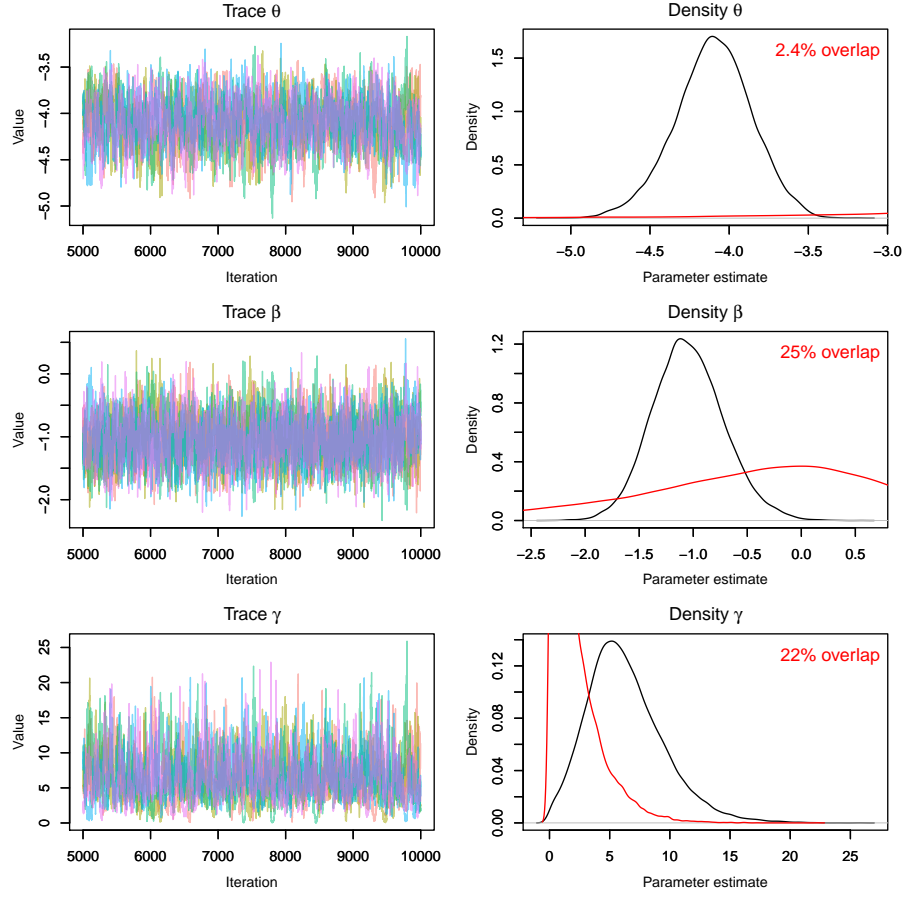 Trace θ
Value
−3.5
−4.0
−4.5
−5.0
5000 6000 7000 8000 9000 10000
Iteration
Density θ
2.4% overlap
Density
1.5
1.0
0.5
0.0
−5.0 −4.5 −4.0 −3.5 −3.0
Parameter estimate
Trace β
Value
0.0
−1.0
−2.0
5000 6000 7000 8000 9000 10000
Iteration
Density β
25% overlap
Density
1.2
0.8
0.4
0.0
−2.5 −2.0 −1.5 −1.0 −0.5 0.0 0.5
Parameter estimate
Trace γ
Value
25
20
15
10
5
0
5000 6000 7000 8000 9000 10000
Iteration
Density γ
22% overlap
Density
0.12
0.08
0.04
0.00
0 5 10 15 20 25
Parameter estimate